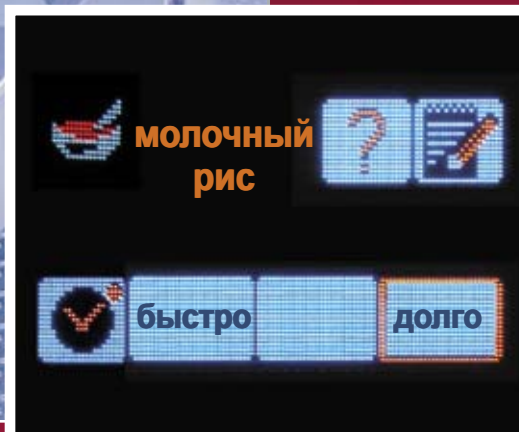 молочный
рис
?
быстро долго